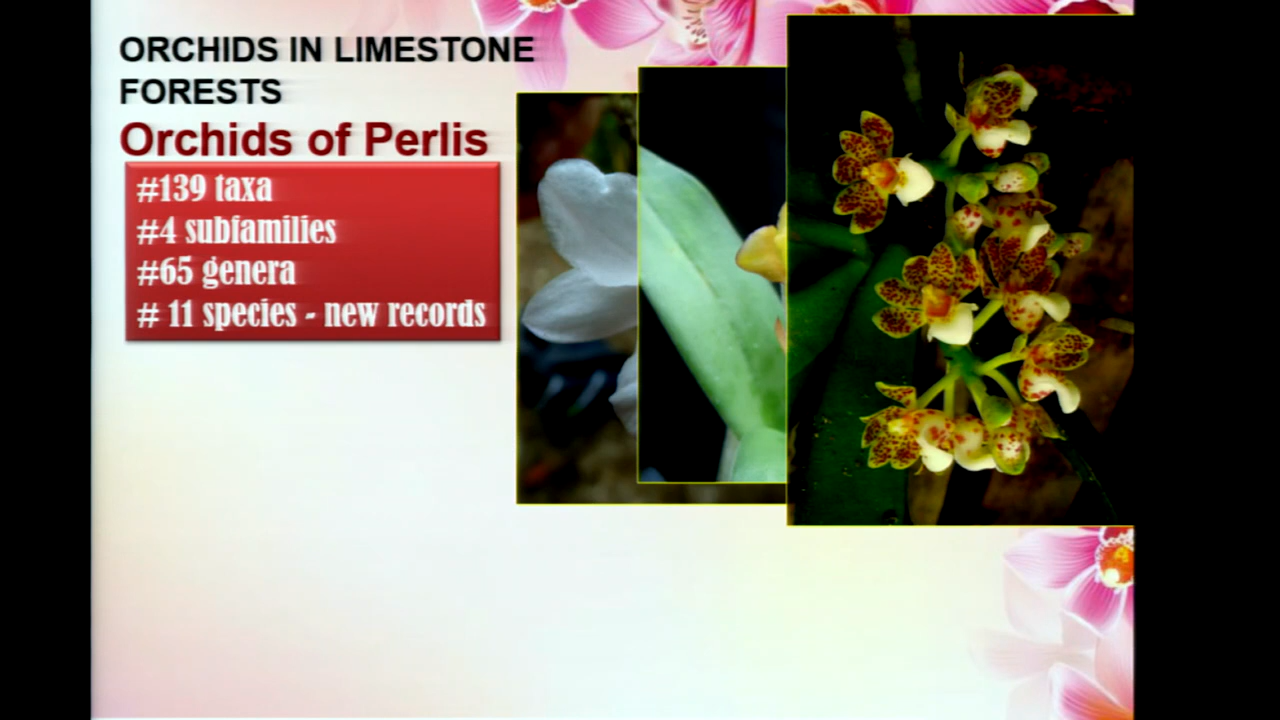 ORCHIDS IN LIMESTONE
FORESTS
Orchids of Perlis
#139 taxa
#4 subfamilies
#65 genera
# 11 species - new records